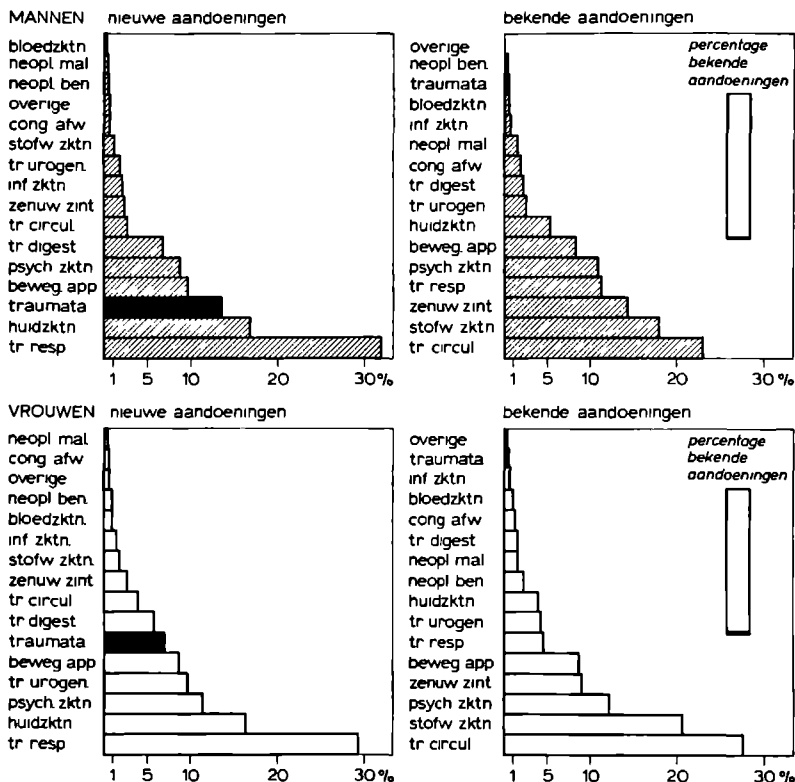 MANNEN nieuwe aandoeningen
bloedzktn
neopl mal
neopl ben
overige
cong afw
stofw zktn
tr urogen.
inf zktn
zenuw zint
tr circul.
tr digest
psych zktn
beweg. app
traumata
huidzktn
tr resp
1 5 10 20 30%
bekende aandoeningen
overige
neopl ben.
traumata
bloedzktn
inf zktn
neopl mal
cong afw
tr digest
tr urogen
huidzktn
beweg. app
psych zktn
tr resp
zenuw zint
stofw zktn
tr circul
percentage
bekende
aandoeningen
1 5 10 20 30%
VROUWEN nieuwe aandoeningen
neopl mal.
cong afw
overige
neopl ben.
bloedzktn.
inf zktn.
stofw zktn
zenuw zint
tr circul
tr digest
traumata
beweg app
tr urogen.
psych. zktn
huidzktn
tr resp
1 5 10 20 30%
bekende aandoeningen
overige
traumata
inf zktn
bloedzktn
cong afw
tr digest
neopl mal
neopl ben
huidzktn
tr urogen
tr resp
beweg app
zenuw zint
psych zktn
stofw zktn
tr circul
percentage
bekende
aandoeningen
1 5 10 20 30%